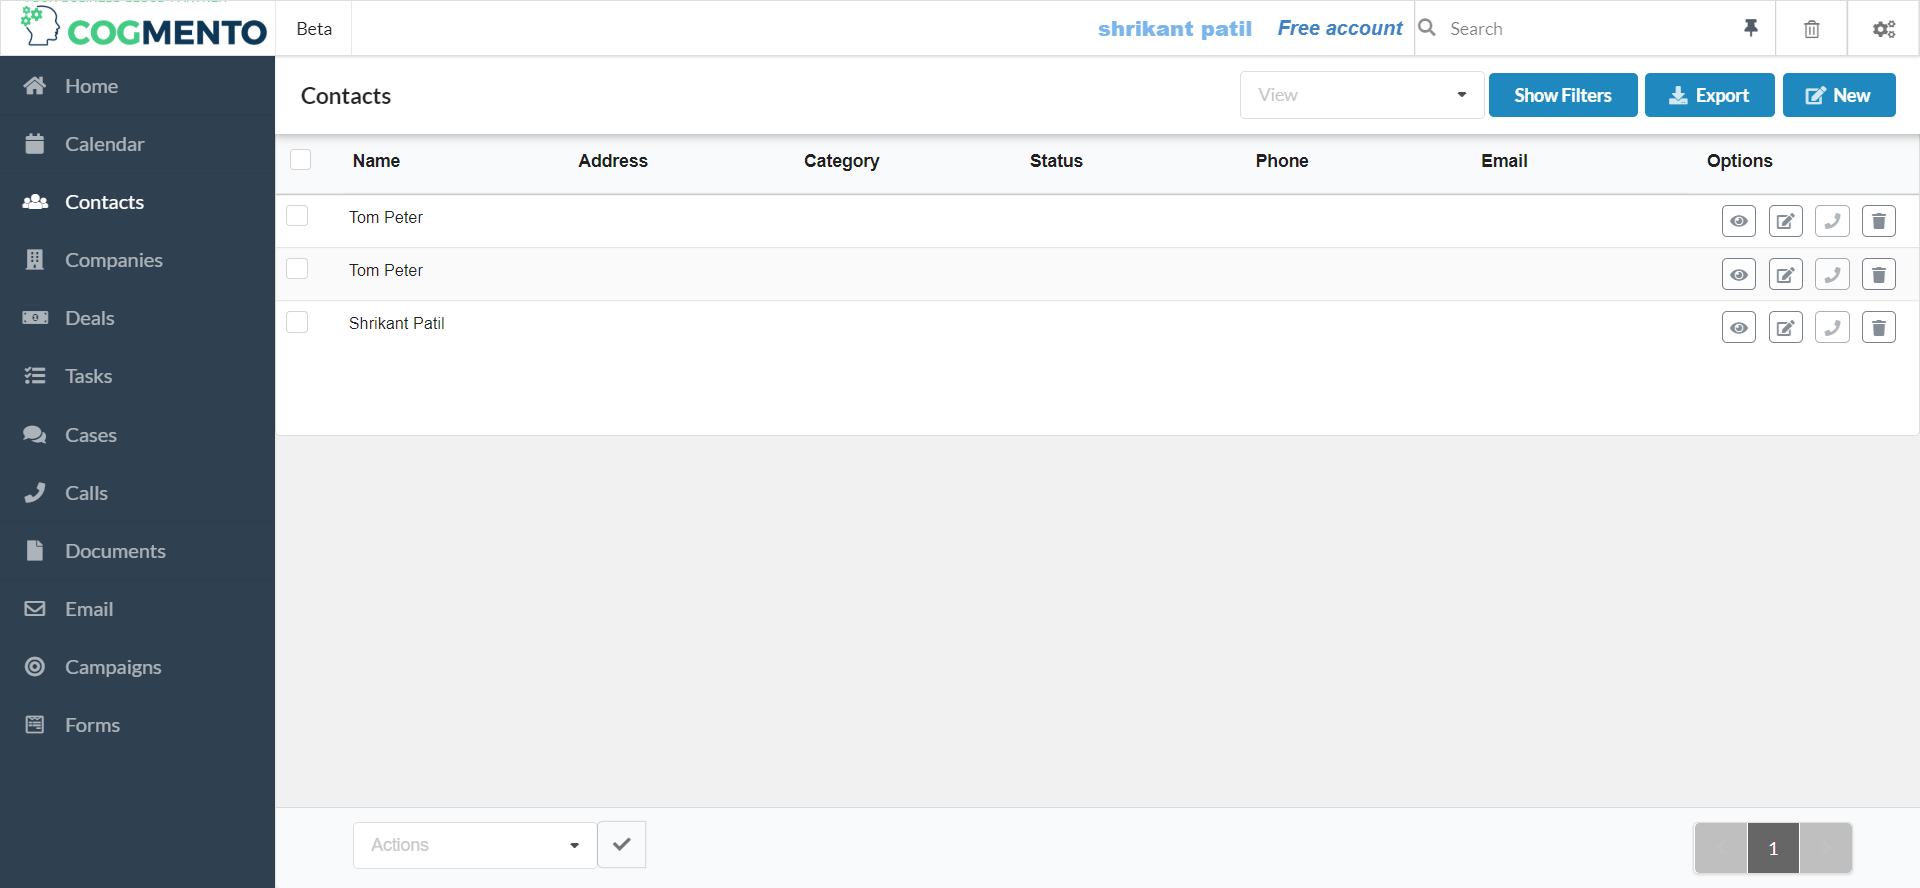 COGMENTO
Beta
shrikant patil
Free account
Search
Home
Calendar
Contacts
Companies
Deals
Tasks
Cases
Calls
Documents
Email
Campaigns
Forms
Contacts
View
Show Filters
Export
New
Name Address Category Status Phone Email Options
Tom Peter
Tom Peter
Shrikant Patil
Actions
1